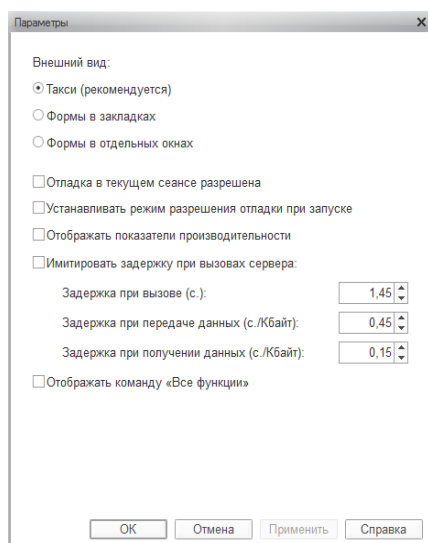 Параметры
Внешний вид:
Такси (рекомендуется)
Формы в закладках
Формы в отдельных окнах
Отладка в текущем сеансе разрешена
Устанавливать режим разрешения отладки при запуске
Отображать показатели производительности
Имитировать задержку при вызовах сервера:
Задержка при вызове (с.): 1,45
Задержка при передаче данных (с./Кбайт): 0,45
Задержка при получении данных (с./Кбайт): 0,15
Отображать команду «Все функции»
ОК Отмена Применить Справка